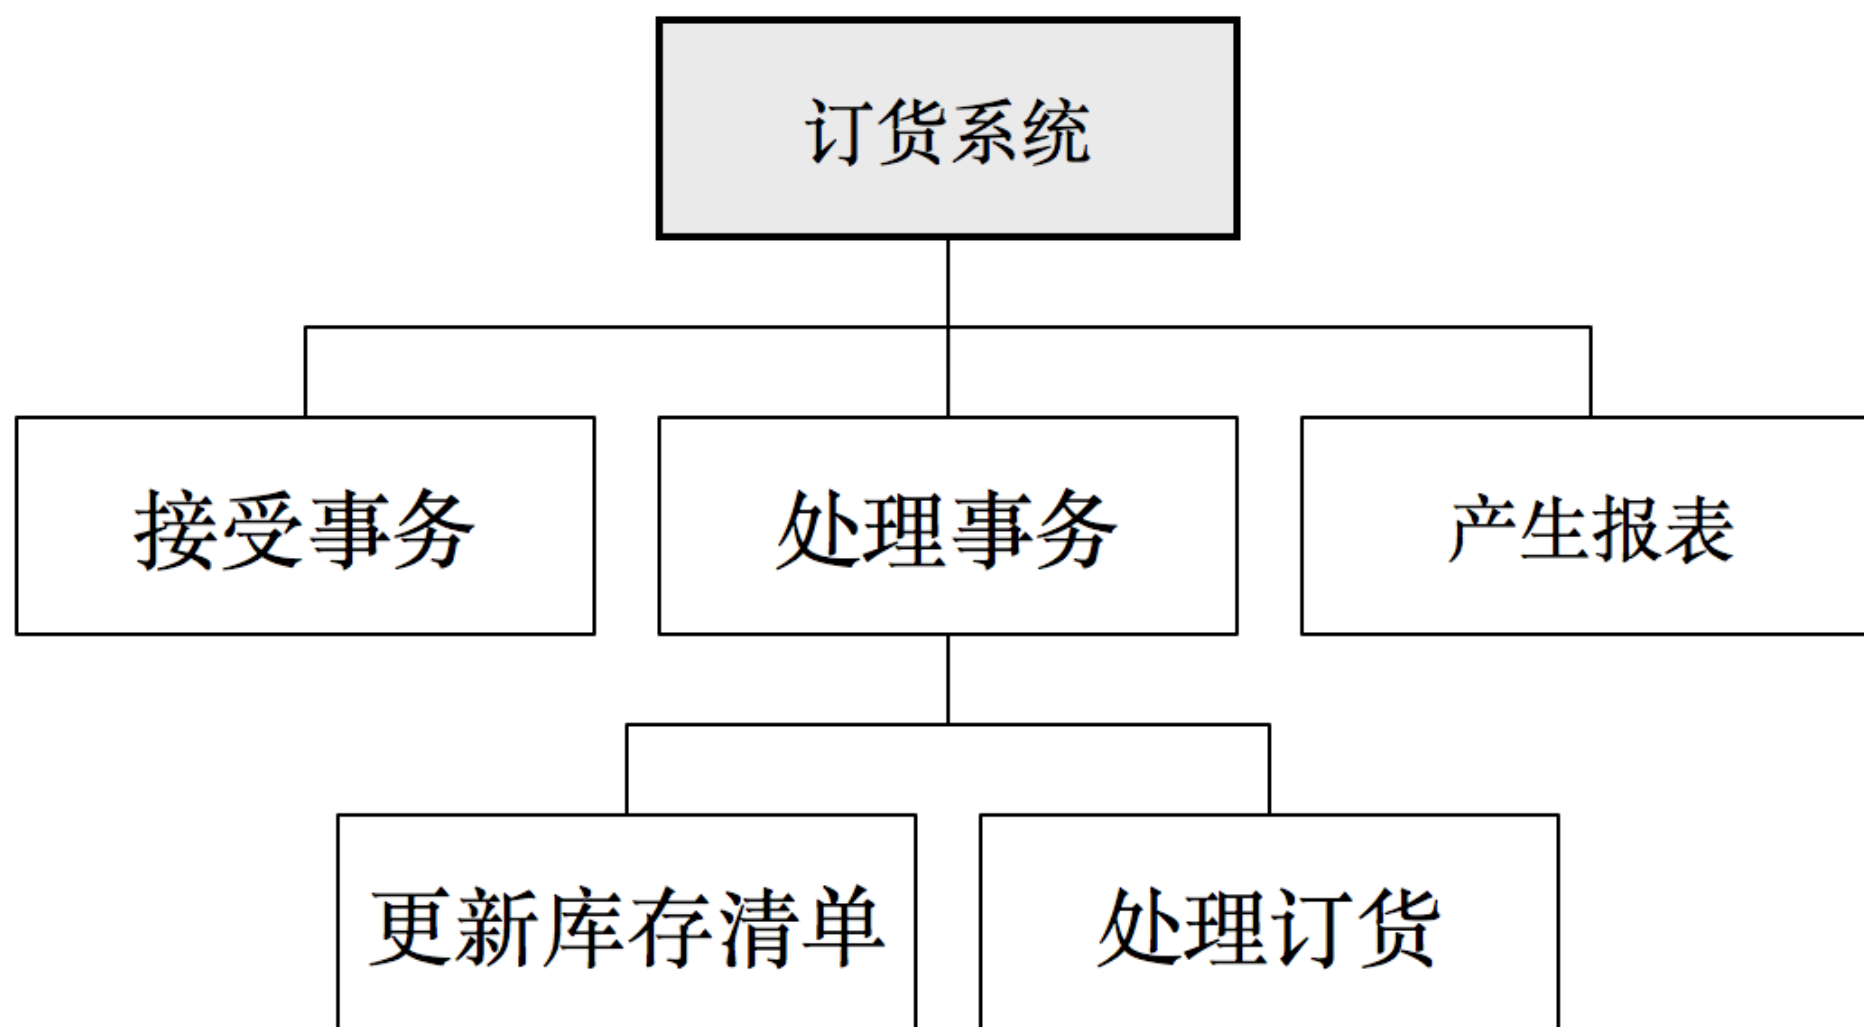 订货系统
接受事务
处理事务
产生报表
更新库存清单
处理订货